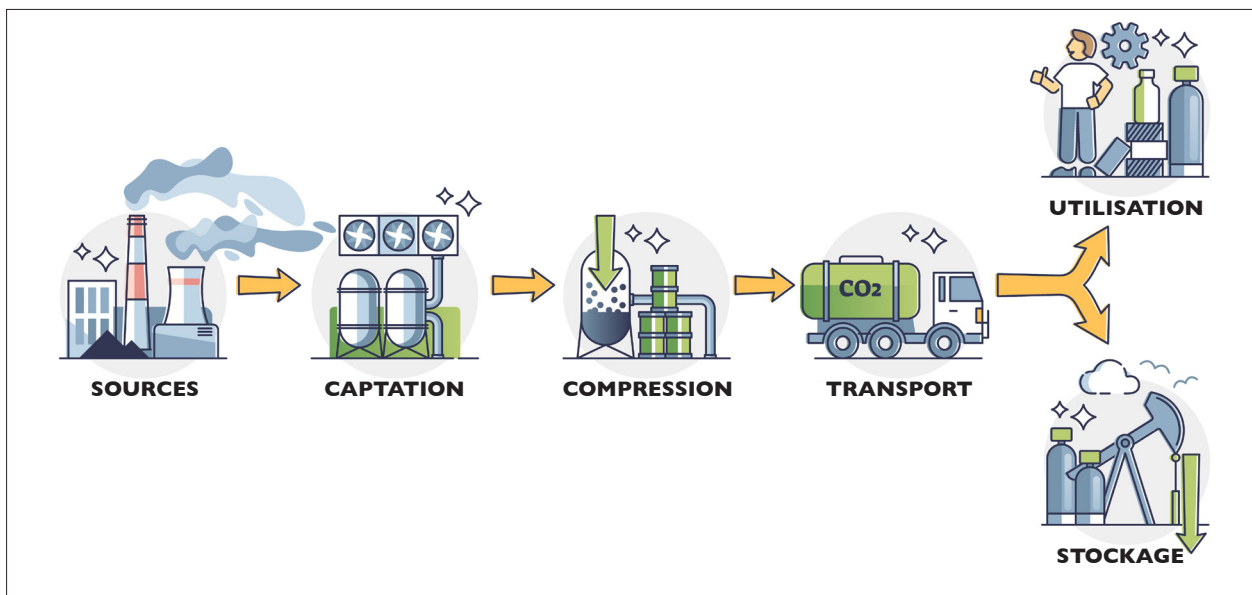 UTILISATION
SOURCES
CAPTATION
COMPRESSION
CO2
TRANSPORT
STOCKAGE